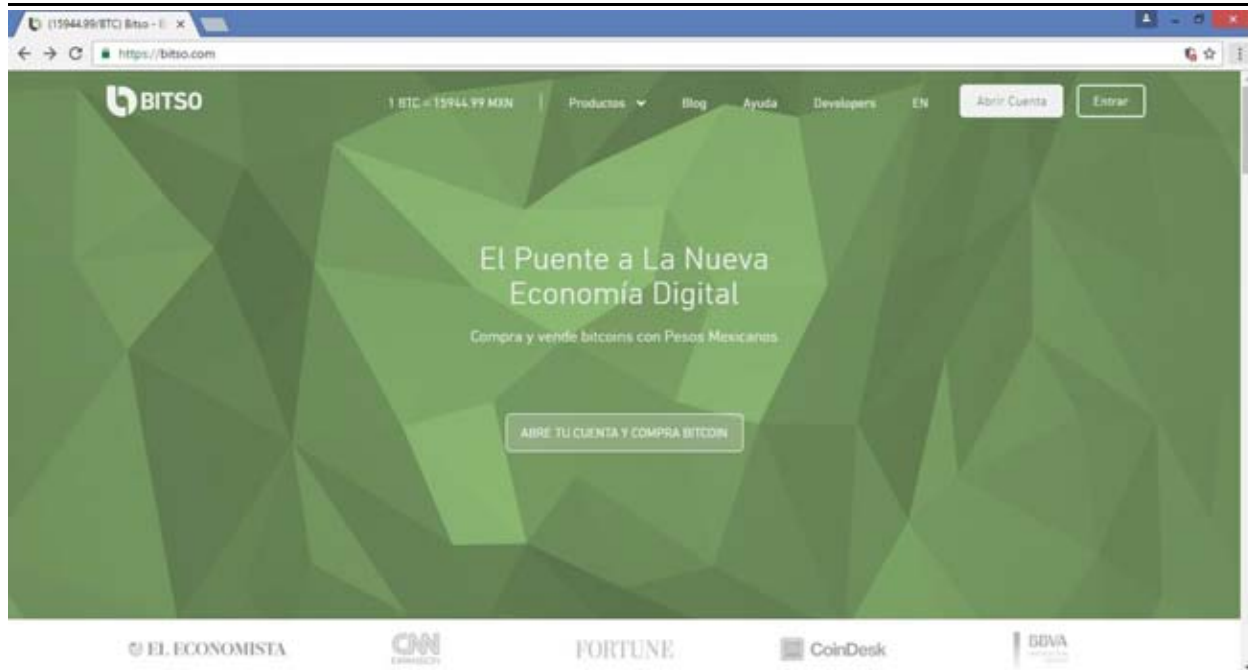 (15944.99/BTC) Bitso - E
https://bitso.com
BITSO
1 BTC = 15944.99 MXN
Productos
Blog
Ayuda
Developers
EN
Abrir Cuenta
Entrar
El Puente a La Nueva
Economía Digital
Compra y vende bitcoins con Pesos Mexicanos
ABRE TU CUENTA Y COMPRA BITCOIN
EL ECONOMISTA
CNN
FORTUNE
CoinDesk
BBVA